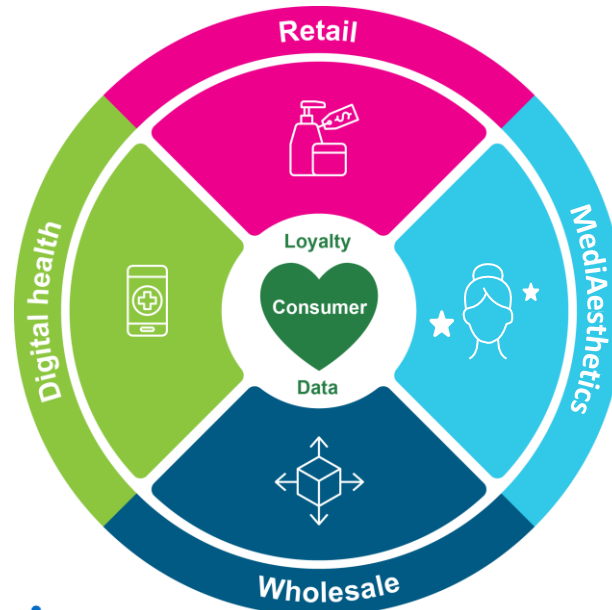 Retail
Loyalty
Digital health
Consumer
MediAesthetics
Data
Wholesale